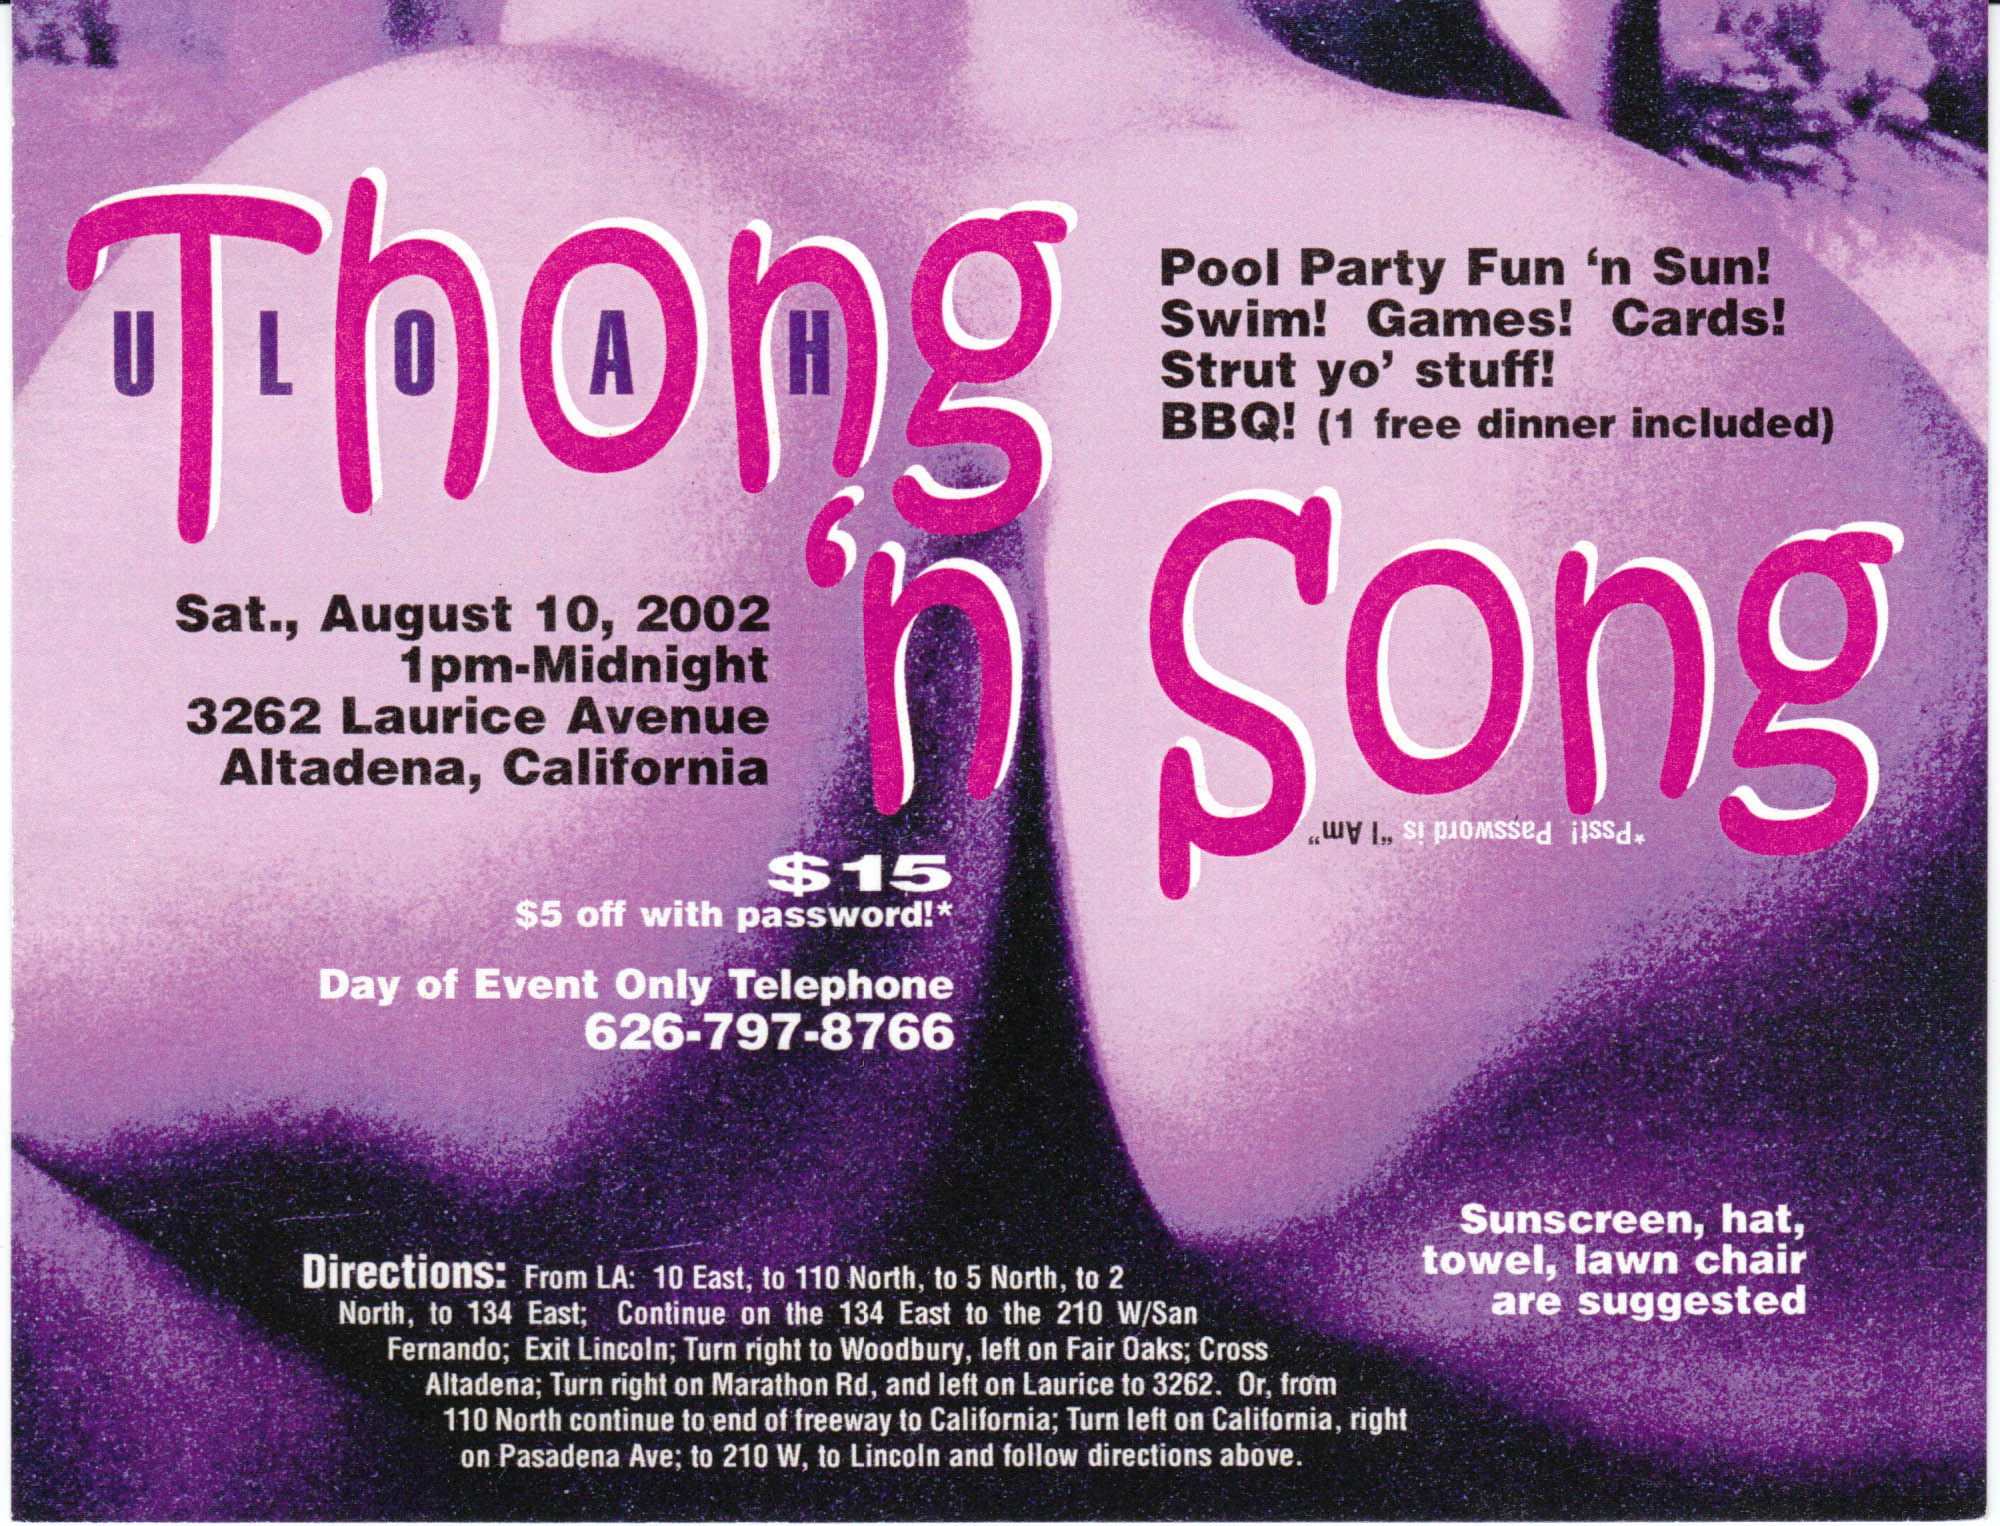 Thong
ULOAH
'n
Song
Pool Party Fun 'n Sun!
Swim! Games! Cards!
Strut yo' stuff!
BBQ! (1 free dinner included)
Sat., August 10, 2002
1pm-Midnight
3262 Laurice Avenue
Altadena, California
*Psst! Password is "I Am"
$15
$5 off with password!*
Day of Event Only Telephone
626-797-8766
Sunscreen, hat,
towel, lawn chair
are suggested
Directions: From LA: 10 East, to 110 North, to 5 North, to 2
North, to 134 East; Continue on the 134 East to the 210 W/San
Fernando; Exit Lincoln; Turn right to Woodbury, left on Fair Oaks; Cross
Altadena; Turn right on Marathon Rd, and left on Laurice to 3262. Or, from
110 North continue to end of freeway to California; Turn left on California, right
on Pasadena Ave; to 210 W, to Lincoln and follow directions above.